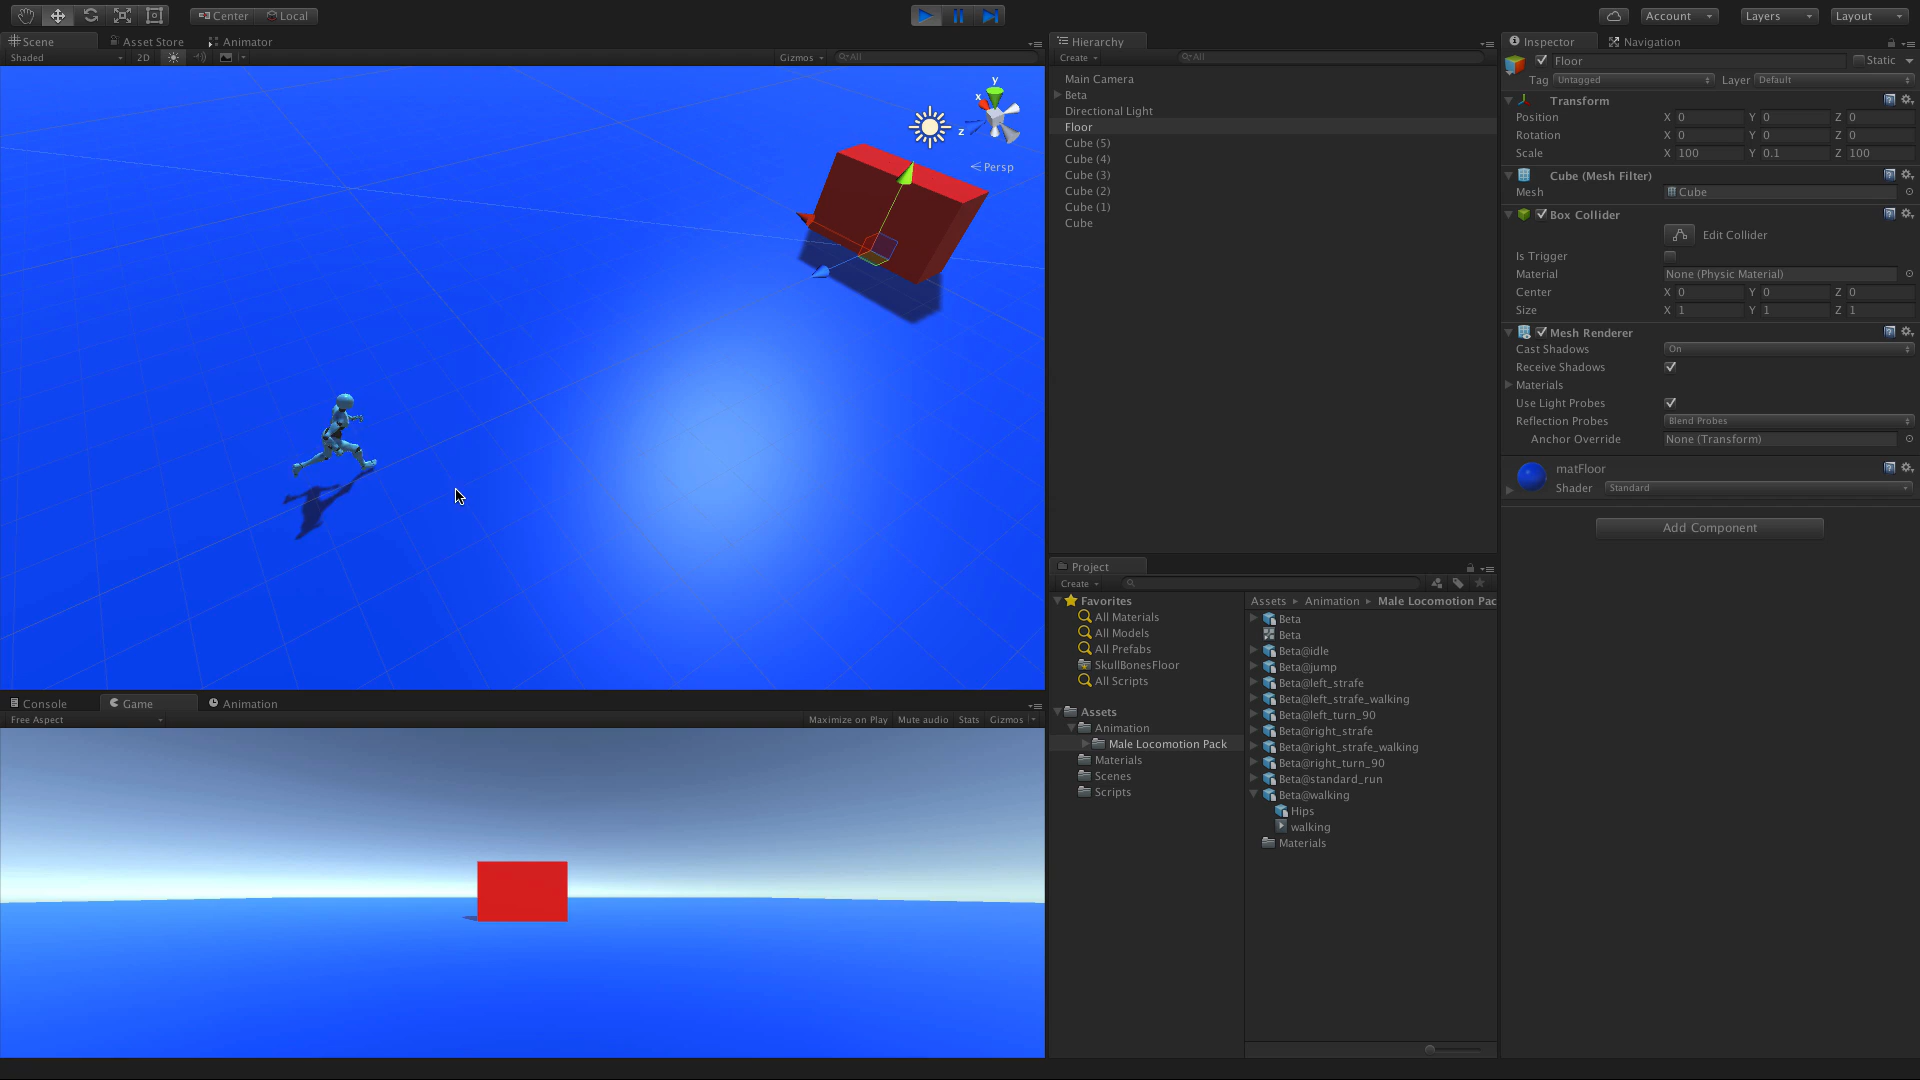 Center Local Account Layers Layout
Scene Asset Store Animator
Shaded 2D Gizmos All
y
x
z
Persp
Console Game Animation
Free Aspect Maximize on Play Mute audio Stats Gizmos
Hierarchy
Create All
Main Camera
Beta
Directional Light
Floor
Cube (5)
Cube (4)
Cube (3)
Cube (2)
Cube (1)
Cube
Project
Create
Favorites
All Materials
All Models
All Prefabs
SkullBonesFloor
All Scripts
Assets
Animation
Male Locomotion Pack
Materials
Scenes
Scripts
Assets Animation Male Locomotion Pac
Beta
Beta
Beta@idle
Beta@jump
Beta@left_strafe
Beta@left_strafe_walking
Beta@left_turn_90
Beta@right_strafe
Beta@right_strafe_walking
Beta@right_turn_90
Beta@standard_run
Beta@walking
Hips
walking
Materials
Inspector Navigation
Floor Static
Tag Untagged Layer Default
Transform
Position X 0 Y 0 Z 0
Rotation X 0 Y 0 Z 0
Scale X 100 Y 0.1 Z 100
Cube (Mesh Filter)
Mesh Cube
Box Collider
Edit Collider
Is Trigger
Material None (Physic Material)
Center X 0 Y 0 Z 0
Size X 1 Y 1 Z 1
Mesh Renderer
Cast Shadows On
Receive Shadows
Materials
Use Light Probes
Reflection Probes Blend Probes
Anchor Override None (Transform)
matFloor
Shader Standard
Add Component